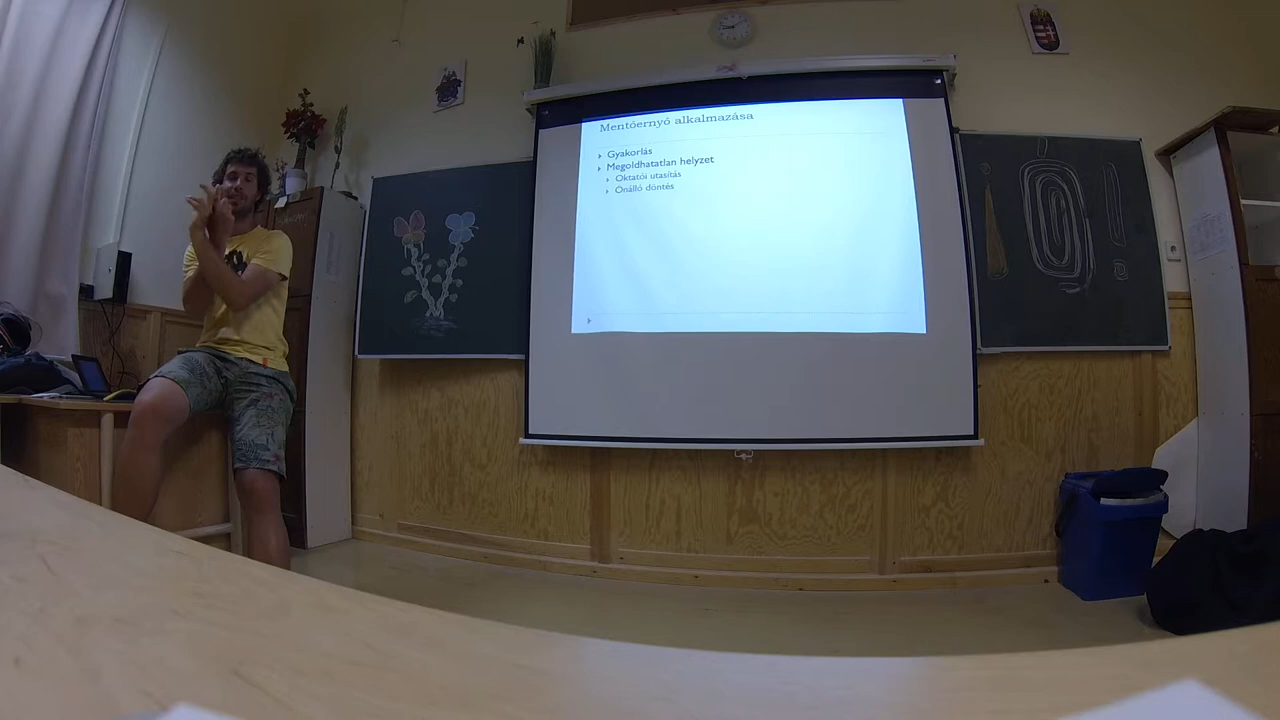 Mentőernyő alkalmazása
Gyakorlás
Megoldhatatlan helyzet
Oktatói utasítás
Önálló döntés